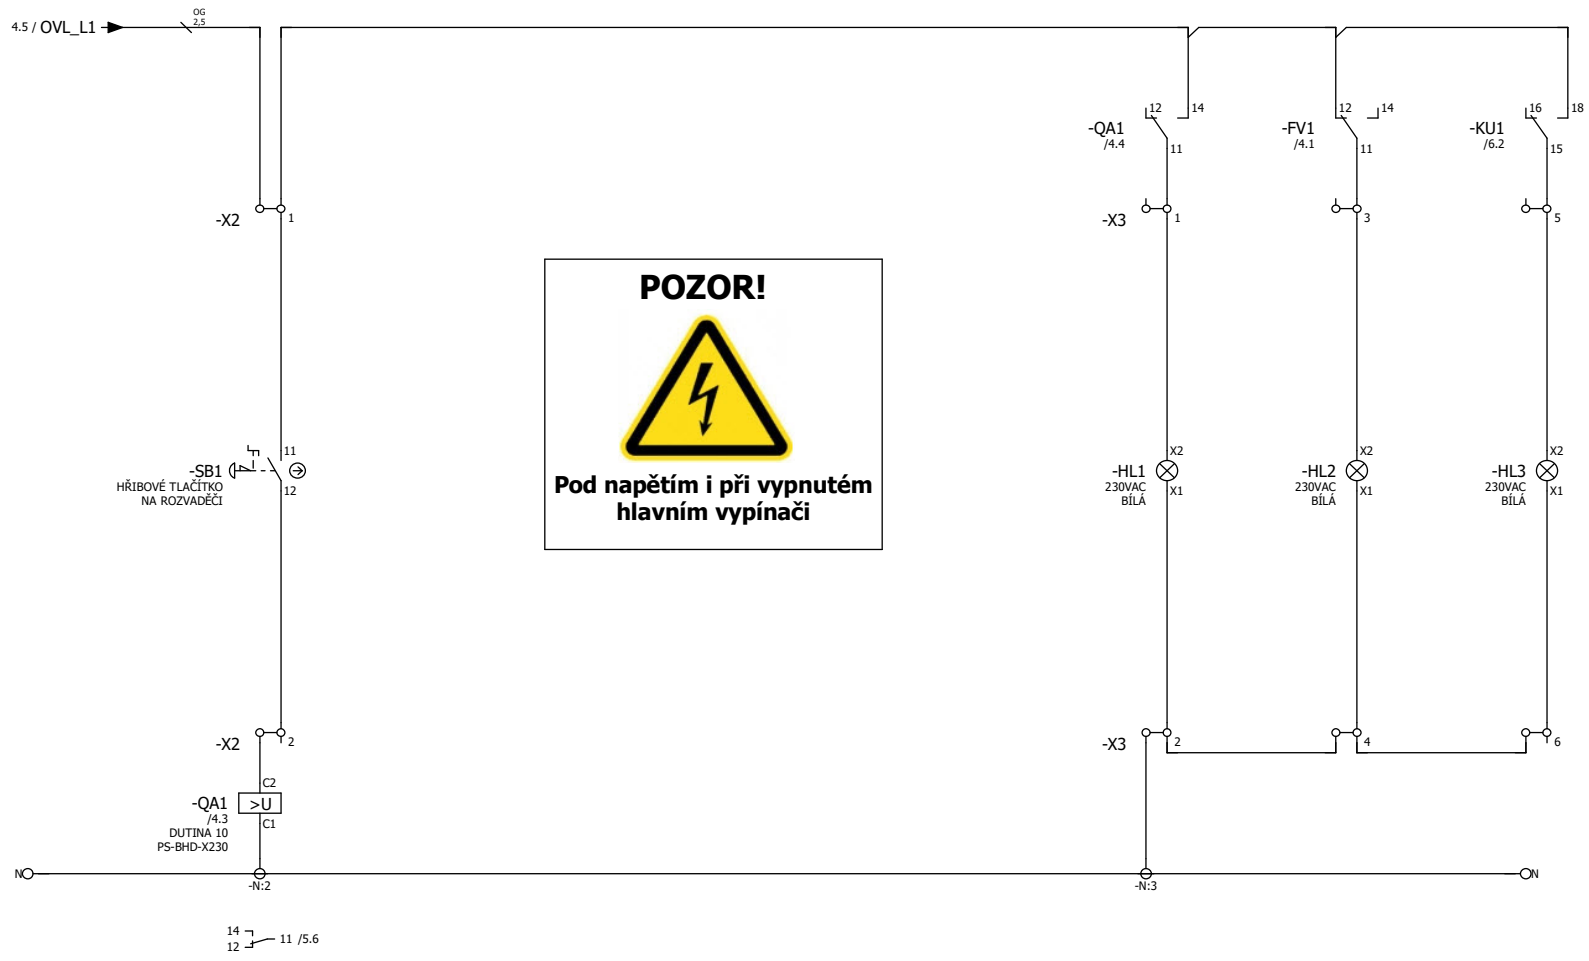 4.5 / OVL_L1
OG
2,5
-QA1
/4.4
12
14
11
-FV1
/4.1
12
14
11
-KU1
/6.2
16
18
15
-X2
1
-X3
1
3
5
POZOR!
Pod napětím i při vypnutém
hlavním vypínači
-SB1
HŘIBOVÉ TLAČÍTKO
NA ROZVADĚČI
11
12
-HL1
230VAC
BÍLÁ
X2
X1
-HL2
230VAC
BÍLÁ
X2
X1
-HL3
230VAC
BÍLÁ
X2
X1
-X2
2
-X3
2
4
6
-QA1
/4.3
DUTINA 10
PS-BHD-X230
C2
>U
C1
N
-N:2
-N:3
N
14
12
11 /5.6